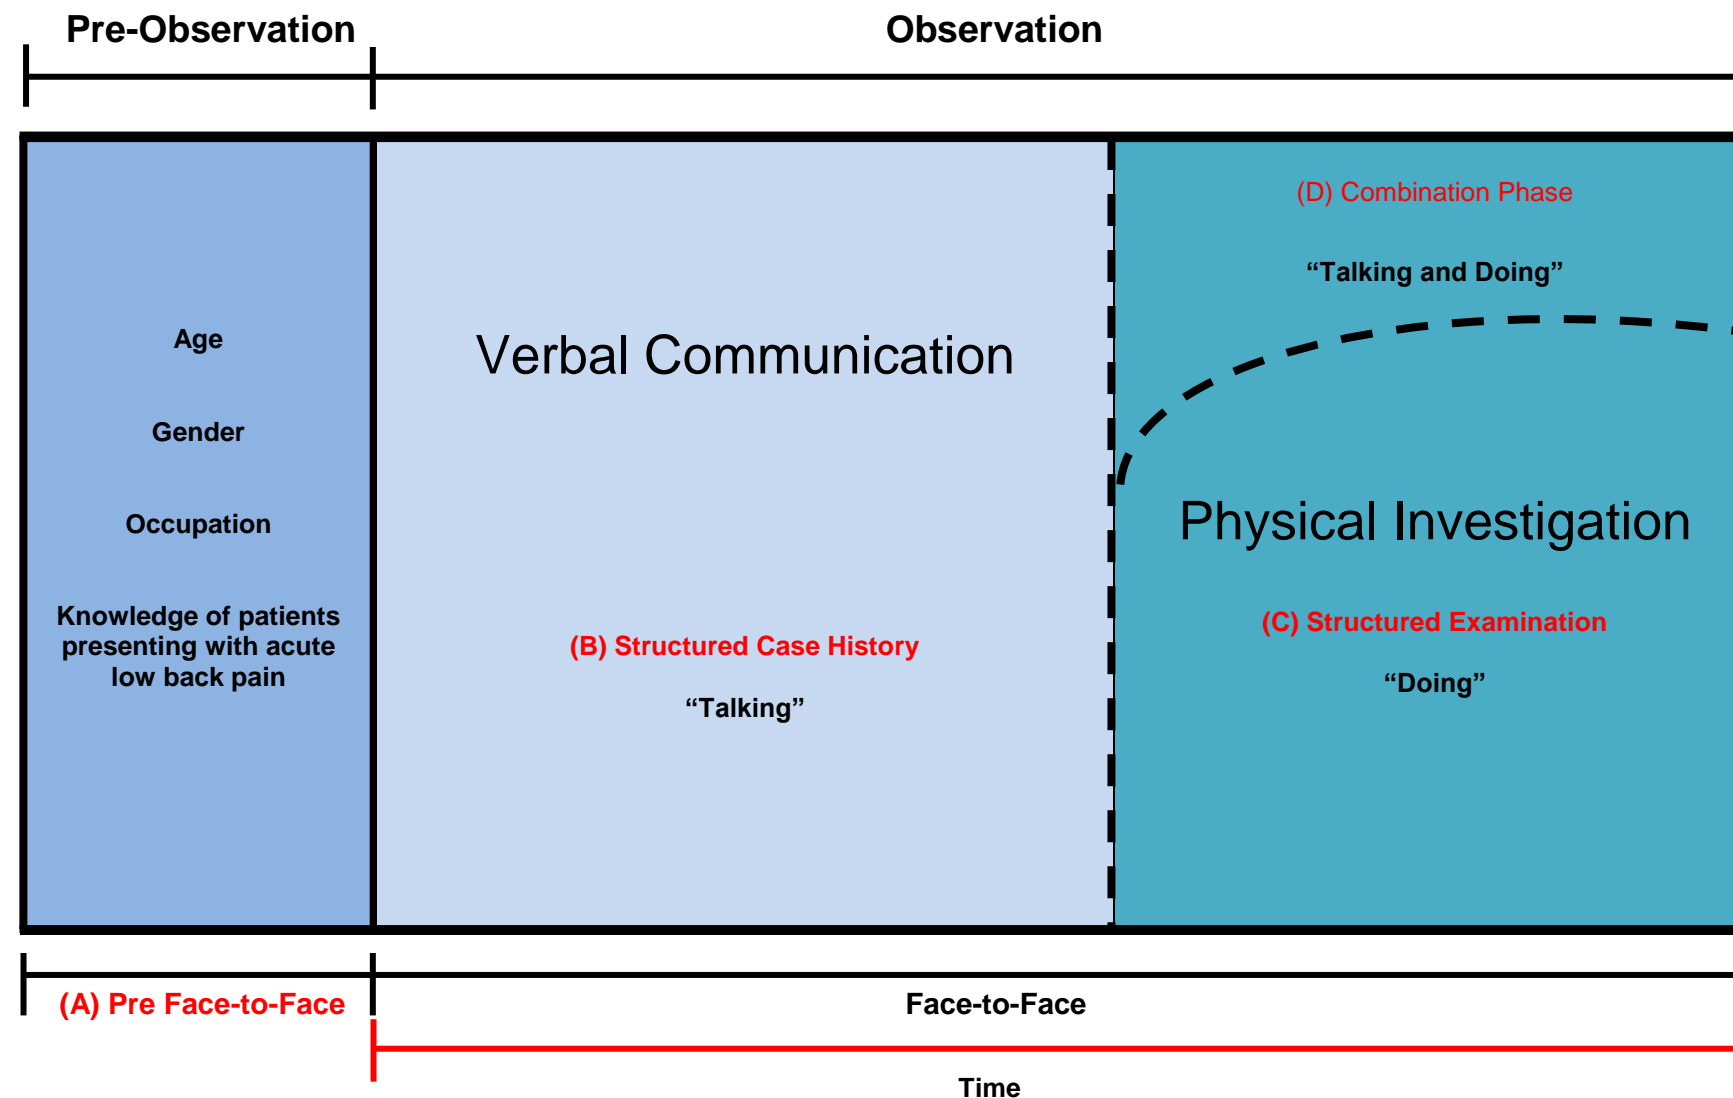 Pre-Observation
Observation
Age
Gender
Occupation
Knowledge of patients
presenting with acute
low back pain
Verbal Communication
(B) Structured Case History
“Talking”
(D) Combination Phase
“Talking and Doing”
Physical Investigation
(C) Structured Examination
“Doing”
(A) Pre Face-to-Face
Face-to-Face
Time